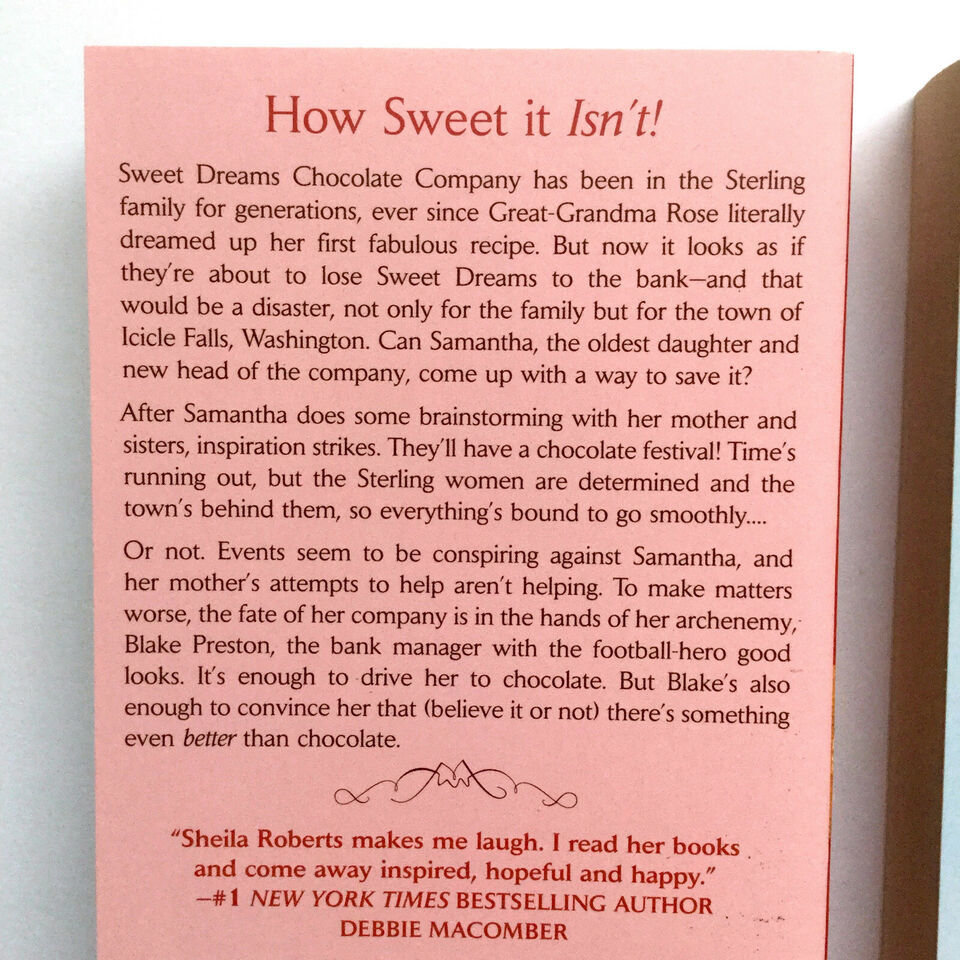 How Sweet it Isn't!
Sweet Dreams Chocolate Company has been in the Sterling
family for generations, ever since Great-Grandma Rose literally
dreamed up her first fabulous recipe. But now it looks as if
they're about to lose Sweet Dreams to the bank—and that
would be a disaster, not only for the family but for the town of
Icicle Falls, Washington. Can Samantha, the oldest daughter and
new head of the company, come up with a way to save it?
After Samantha does some brainstorming with her mother and
sisters, inspiration strikes. They'll have a chocolate festival! Time's
running out, but the Sterling women are determined and the
town's behind them, so everything's bound to go smoothly....
Or not. Events seem to be conspiring against Samantha, and
her mother's attempts to help aren't helping. To make matters
worse, the fate of her company is in the hands of her archenemy,
Blake Preston, the bank manager with the football-hero good
looks. It's enough to drive her to chocolate. But Blake's also
enough to convince her that (believe it or not) there's something
even better than chocolate.
"Sheila Roberts makes me laugh. I read her books
and come away inspired, hopeful and happy."
—#1 NEW YORK TIMES BESTSELLING AUTHOR
DEBBIE MACOMBER